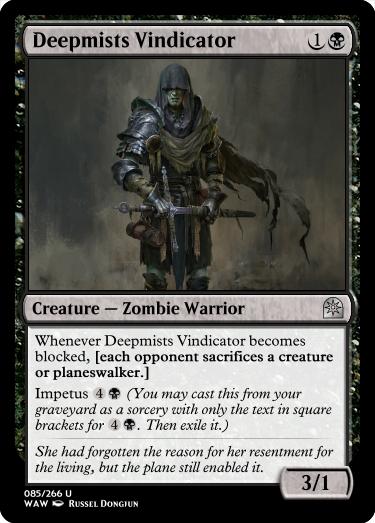 Deepmists Vindicator 1
Creature — Zombie Warrior
Whenever Deepmists Vindicator becomes
blocked, [each opponent sacrifices a creature
or planeswalker.]
Impetus 4 (You may cast this from your
graveyard as a sorcery with only the text in square
brackets for 4 . Then exile it.)
She had forgotten the reason for her resentment for
the living, but the plane still enabled it.
3/1
085/266 U
WAW Russel Dongjun